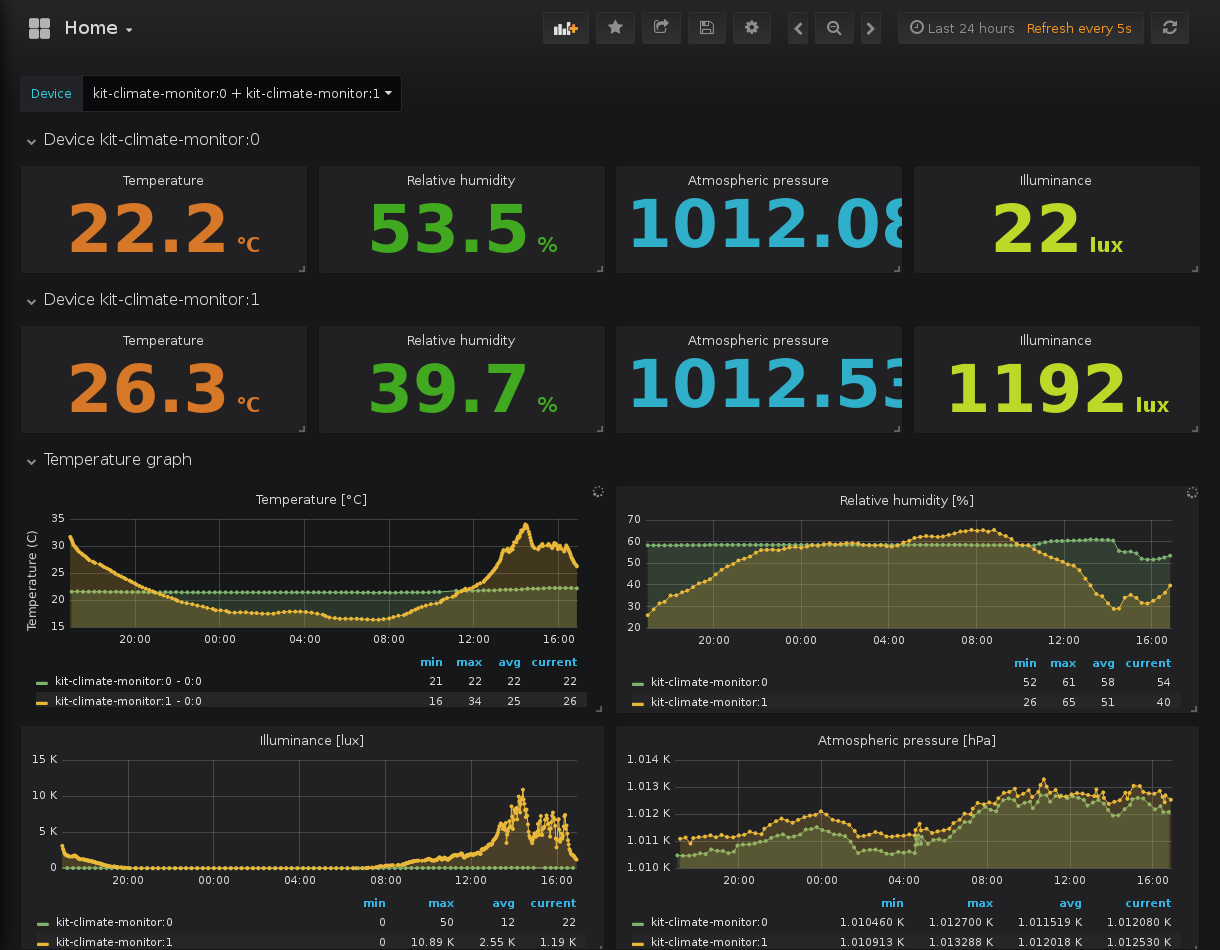 Home
Last 24 hours Refresh every 5s
Device kit-climate-monitor:0 + kit-climate-monitor:1
Device kit-climate-monitor:0
Temperature Relative humidity Atmospheric pressure Illuminance
22.2 °C 53.5 % 1012.08 22 lux
Device kit-climate-monitor:1
Temperature Relative humidity Atmospheric pressure Illuminance
26.3 °C 39.7 % 1012.53 1192 lux
Temperature graph
Temperature [°C]
Temperature (C)
35
30
25
20
15
20:00 00:00 04:00 08:00 12:00 16:00
min max avg current
kit-climate-monitor:0 - 0:0 21 22 22 22
kit-climate-monitor:1 - 0:0 16 34 25 26
Relative humidity [%]
70
60
50
40
30
20
20:00 00:00 04:00 08:00 12:00 16:00
min max avg current
kit-climate-monitor:0 52 61 58 54
kit-climate-monitor:1 26 65 51 40
Illuminance [lux]
15 K
10 K
5 K
0
20:00 00:00 04:00 08:00 12:00 16:00
min max avg current
kit-climate-monitor:0 0 50 12 22
kit-climate-monitor:1 0 10.89 K 2.55 K 1.19 K
Atmospheric pressure [hPa]
1.014 K
1.013 K
1.012 K
1.011 K
1.010 K
20:00 00:00 04:00 08:00 12:00 16:00
min max avg current
kit-climate-monitor:0 1.010460 K 1.012700 K 1.011519 K 1.012080 K
kit-climate-monitor:1 1.010913 K 1.013288 K 1.012018 K 1.012530 K